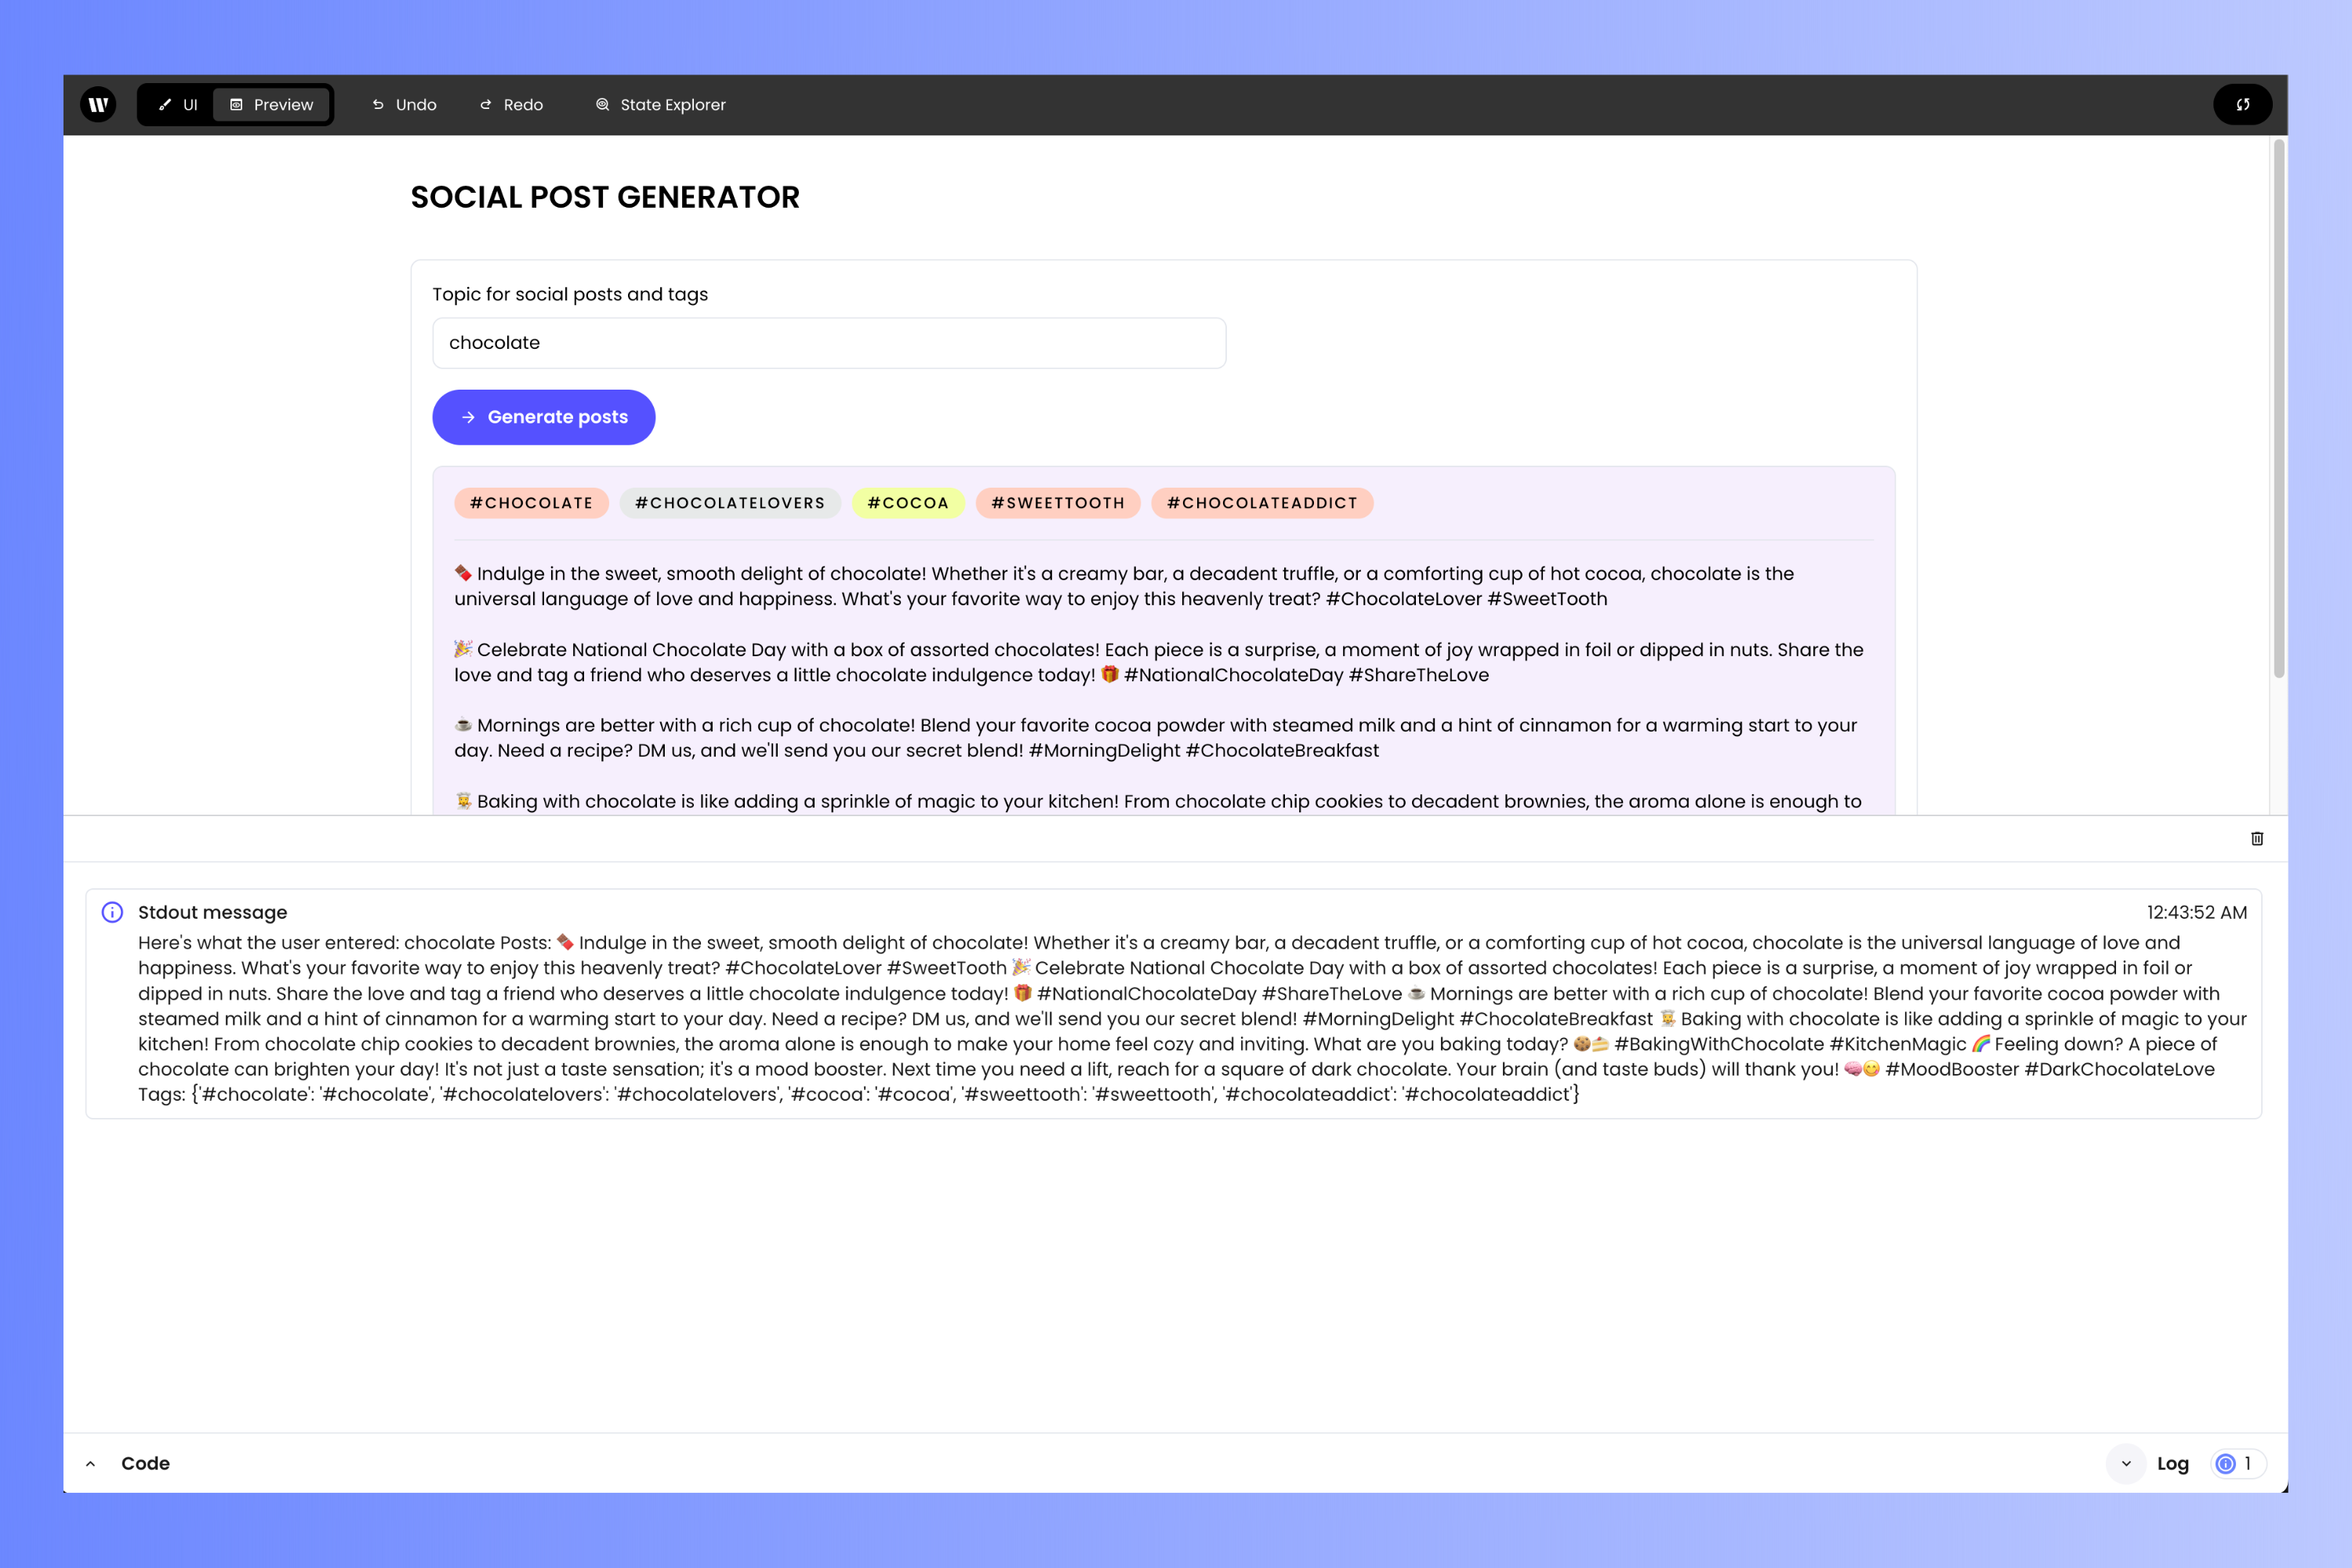 W UI Preview Undo Redo State Explorer
SOCIAL POST GENERATOR
Topic for social posts and tags
chocolate
Generate posts
#CHOCOLATE #CHOCOLATELOVERS #COCOA #SWEETTOOTH #CHOCOLATEADDICT
🍫 Indulge in the sweet, smooth delight of chocolate! Whether it's a creamy bar, a decadent truffle, or a comforting cup of hot cocoa, chocolate is the
universal language of love and happiness. What's your favorite way to enjoy this heavenly treat? #ChocolateLover #SweetTooth
🎉 Celebrate National Chocolate Day with a box of assorted chocolates! Each piece is a surprise, a moment of joy wrapped in foil or dipped in nuts. Share the
love and tag a friend who deserves a little chocolate indulgence today! 🎁 #NationalChocolateDay #ShareTheLove
☕ Mornings are better with a rich cup of chocolate! Blend your favorite cocoa powder with steamed milk and a hint of cinnamon for a warming start to your
day. Need a recipe? DM us, and we'll send you our secret blend! #MorningDelight #ChocolateBreakfast
👩‍🍳 Baking with chocolate is like adding a sprinkle of magic to your kitchen! From chocolate chip cookies to decadent brownies, the aroma alone is enough to
Stdout message 12:43:52 AM
Here's what the user entered: chocolate Posts: 🍫 Indulge in the sweet, smooth delight of chocolate! Whether it's a creamy bar, a decadent truffle, or a comforting cup of hot cocoa, chocolate is the universal language of love and
happiness. What's your favorite way to enjoy this heavenly treat? #ChocolateLover #SweetTooth 🎉 Celebrate National Chocolate Day with a box of assorted chocolates! Each piece is a surprise, a moment of joy wrapped in foil or
dipped in nuts. Share the love and tag a friend who deserves a little chocolate indulgence today! 🎁 #NationalChocolateDay #ShareTheLove ☕ Mornings are better with a rich cup of chocolate! Blend your favorite cocoa powder with
steamed milk and a hint of cinnamon for a warming start to your day. Need a recipe? DM us, and we'll send you our secret blend! #MorningDelight #ChocolateBreakfast 👩‍🍳 Baking with chocolate is like adding a sprinkle of magic to your
kitchen! From chocolate chip cookies to decadent brownies, the aroma alone is enough to make your home feel cozy and inviting. What are you baking today? 🍪🍰 #BakingWithChocolate #KitchenMagic 🌈 Feeling down? A piece of
chocolate can brighten your day! It's not just a taste sensation; it's a mood booster. Next time you need a lift, reach for a square of dark chocolate. Your brain (and taste buds) will thank you! 🧠😋 #MoodBooster #DarkChocolateLove
Tags: {'#chocolate': '#chocolate', '#chocolatelovers': '#chocolatelovers', '#cocoa': '#cocoa', '#sweettooth': '#sweettooth', '#chocolateaddict': '#chocolateaddict'}
Code Log 1